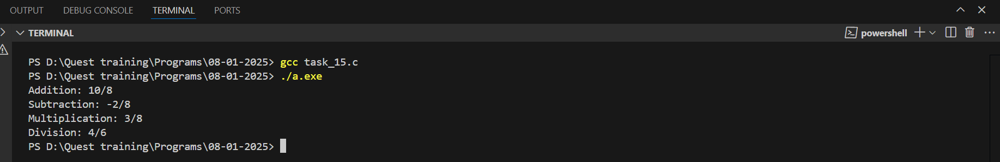 OUTPUT DEBUG CONSOLE TERMINAL PORTS
TERMINAL powershell
PS D:\Quest training\Programs\08-01-2025> gcc task_15.c
PS D:\Quest training\Programs\08-01-2025> ./a.exe
Addition: 10/8
Subtraction: -2/8
Multiplication: 3/8
Division: 4/6
PS D:\Quest training\Programs\08-01-2025>